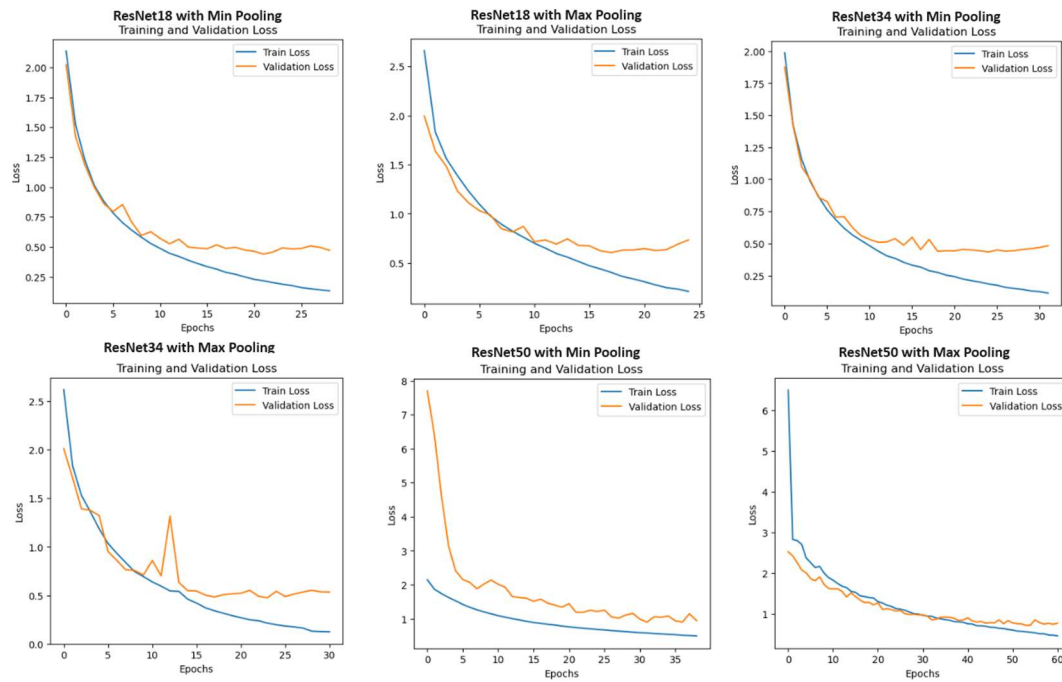 ResNet18 with Min Pooling
Training and Validation Loss
Train Loss
Validation Loss
2.00
1.75
1.50
1.25
1.00
0.75
0.50
0.25
Loss
0 5 10 15 20 25
Epochs
ResNet18 with Max Pooling
Training and Validation Loss
Train Loss
Validation Loss
2.5
2.0
1.5
1.0
0.5
Loss
0 5 10 15 20 25
Epochs
ResNet34 with Min Pooling
Training and Validation Loss
Train Loss
Validation Loss
2.00
1.75
1.50
1.25
1.00
0.75
0.50
0.25
Loss
0 5 10 15 20 25 30
Epochs
ResNet34 with Max Pooling
Training and Validation Loss
Train Loss
Validation Loss
2.5
2.0
1.5
1.0
0.5
0.0
Loss
0 5 10 15 20 25 30
Epochs
ResNet50 with Min Pooling
Training and Validation Loss
Train Loss
Validation Loss
8
7
6
5
4
3
2
1
Loss
0 5 10 15 20 25 30 35
Epochs
ResNet50 with Max Pooling
Training and Validation Loss
Train Loss
Validation Loss
6
5
4
3
2
1
Loss
0 10 20 30 40 50 60
Epochs